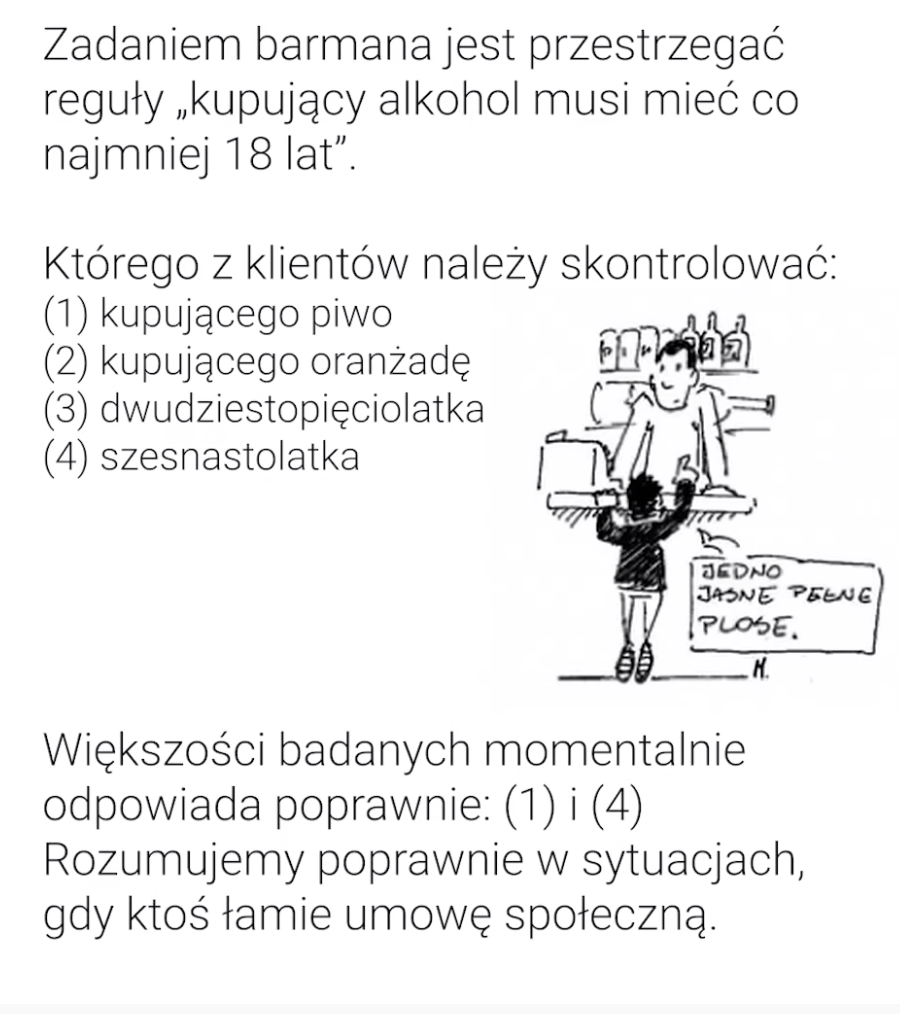 Zadaniem barmana jest przestrzegać
reguły „kupujący alkohol musi mieć co
najmniej 18 lat”.
Którego z klientów należy skontrolować:
(1) kupującego piwo
(2) kupującego oranżadę
(3) dwudziestopięciolatka
(4) szesnastolatka
JEDNO
JASNE PEŁNE
PLOSE.
M.
Większości badanych momentalnie
odpowiada poprawnie: (1) i (4)
Rozumujemy poprawnie w sytuacjach,
gdy ktoś łamie umowę społeczną.